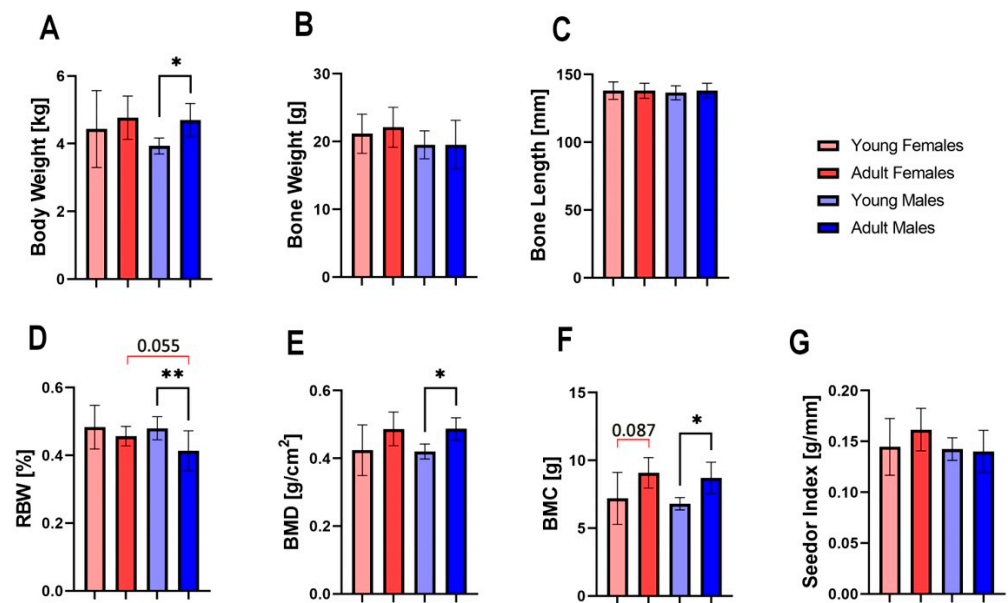 A
Body Weight [kg]
6
4
2
0
*
B
Bone Weight [g]
30
20
10
0
C
Bone Length [mm]
150
100
50
0
Young Females
Adult Females
Young Males
Adult Males
D
RBW [%]
0.6
0.4
0.2
0.0
0.055
**
E
BMD [g/cm²]
0.6
0.4
0.2
0.0
*
F
BMC [g]
15
10
5
0
0.087
*
G
Seedor Index [g/mm]
0.20
0.15
0.10
0.05
0.00